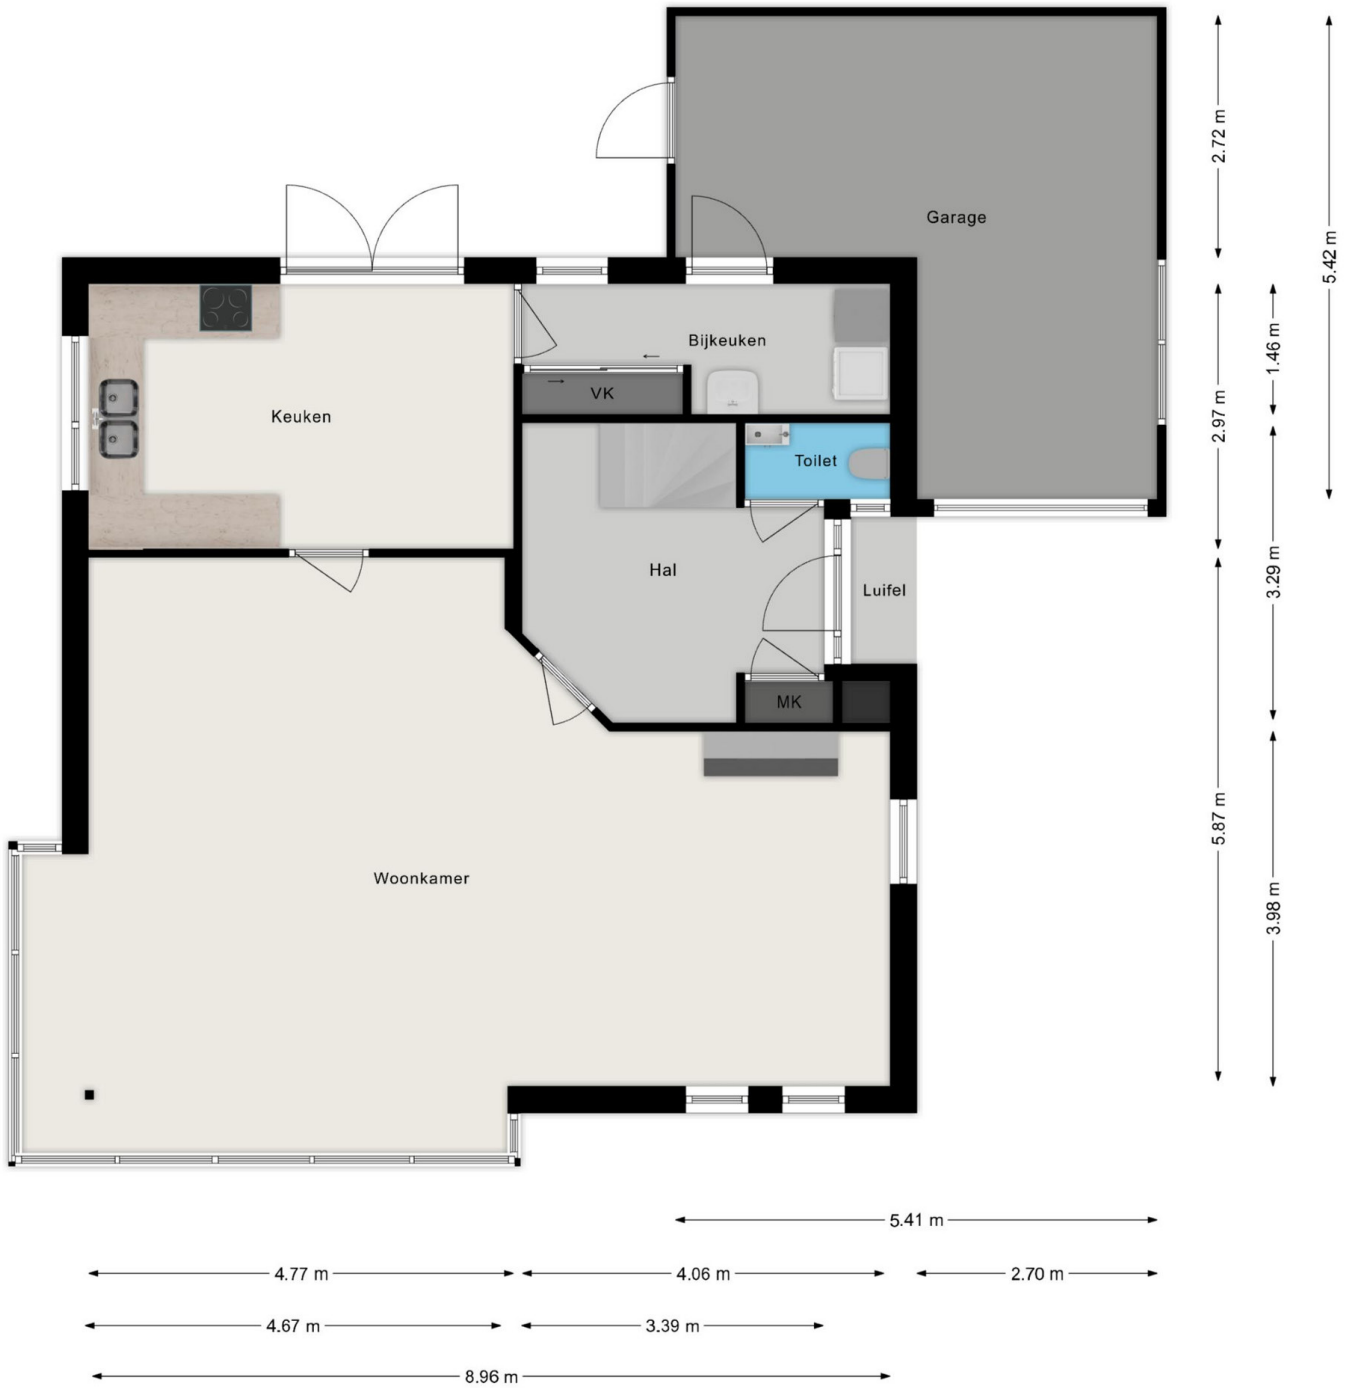 2.72 m
Garage
5.42 m
Bijkeuken
1.46 m
VK
Keuken
2.97 m
Toilet
Hal
Luifel
3.29 m
MK
5.87 m
Woonkamer
3.98 m
5.41 m
4.77 m
4.06 m
2.70 m
4.67 m
3.39 m
8.96 m